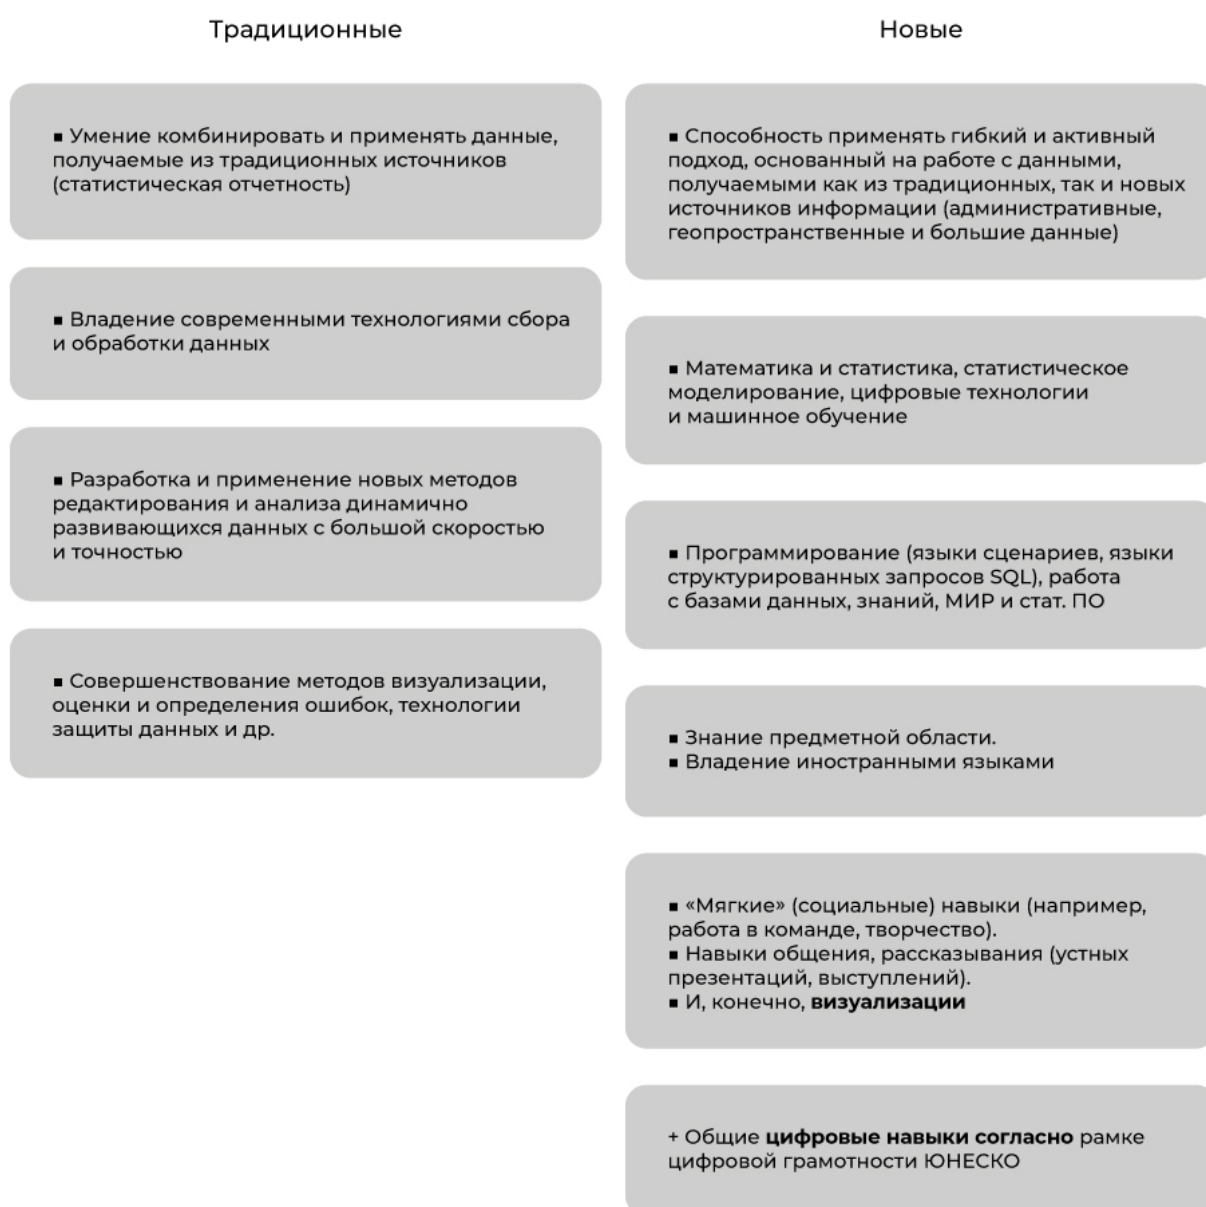 Традиционные
■ Умение комбинировать и применять данные,
получаемые из традиционных источников
(статистическая отчетность)
■ Владение современными технологиями сбора
и обработки данных
■ Разработка и применение новых методов
редактирования и анализа динамично
развивающихся данных с большой скоростью
и точностью
■ Совершенствование методов визуализации,
оценки и определения ошибок, технологии
защиты данных и др.
Новые
■ Способность применять гибкий и активный
подход, основанный на работе с данными,
получаемыми как из традиционных, так и новых
источников информации (административные,
геопространственные и большие данные)
■ Математика и статистика, статистическое
моделирование, цифровые технологии
и машинное обучение
■ Программирование (языки сценариев, языки
структурированных запросов SQL), работа
с базами данных, знаний, МИР и стат. ПО
■ Знание предметной области.
■ Владение иностранными языками
■ «Мягкие» (социальные) навыки (например,
работа в команде, творчество).
■ Навыки общения, рассказывания (устных
презентаций, выступлений).
■ И, конечно, визуализации
+ Общие цифровые навыки согласно рамке
цифровой грамотности ЮНЕСКО